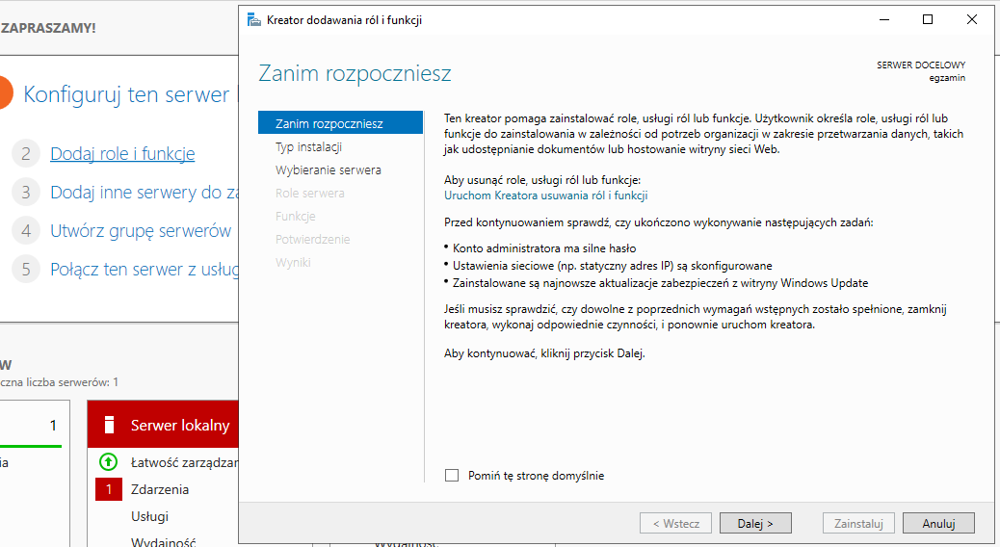 ZAPRASZAMY!
Konfiguruj ten serwer
2 Dodaj role i funkcje
3 Dodaj inne serwery do
4 Utwórz grupę serwerów
5 Połącz ten serwer z
W
czna liczba serwerów: 1
1
ia
Serwer lokalny
Łatwość zarządzan
1 Zdarzenia
Usługi
Wydajność
Wydajność
Kreator dodawania ról i funkcji
Zanim rozpoczniesz
SERWER DOCELOWY
egzamin
Zanim rozpoczniesz
Typ instalacji
Wybieranie serwera
Role serwera
Funkcje
Potwierdzenie
Wyniki
Ten kreator pomaga zainstalować role, usługi ról lub funkcje. Użytkownik określa role, usługi ról lub
funkcje do zainstalowania w zależności od potrzeb organizacji w zakresie przetwarzania danych, takich
jak udostępnianie dokumentów lub hostowanie witryny sieci Web.
Aby usunąć role, usługi ról lub funkcje:
Uruchom Kreatora usuwania ról i funkcji
Przed kontynuowaniem sprawdź, czy ukończono wykonywanie następujących zadań:
• Konto administratora ma silne hasło
• Ustawienia sieciowe (np. statyczny adres IP) są skonfigurowane
• Zainstalowane są najnowsze aktualizacje zabezpieczeń z witryny Windows Update
Jeśli musisz sprawdzić, czy dowolne z poprzednich wymagań wstępnych zostało spełnione, zamknij
kreatora, wykonaj odpowiednie czynności, i ponownie uruchom kreatora.
Aby kontynuować, kliknij przycisk Dalej.
Pomiń tę stronę domyślnie
< Wstecz
Dalej >
Zainstaluj
Anuluj